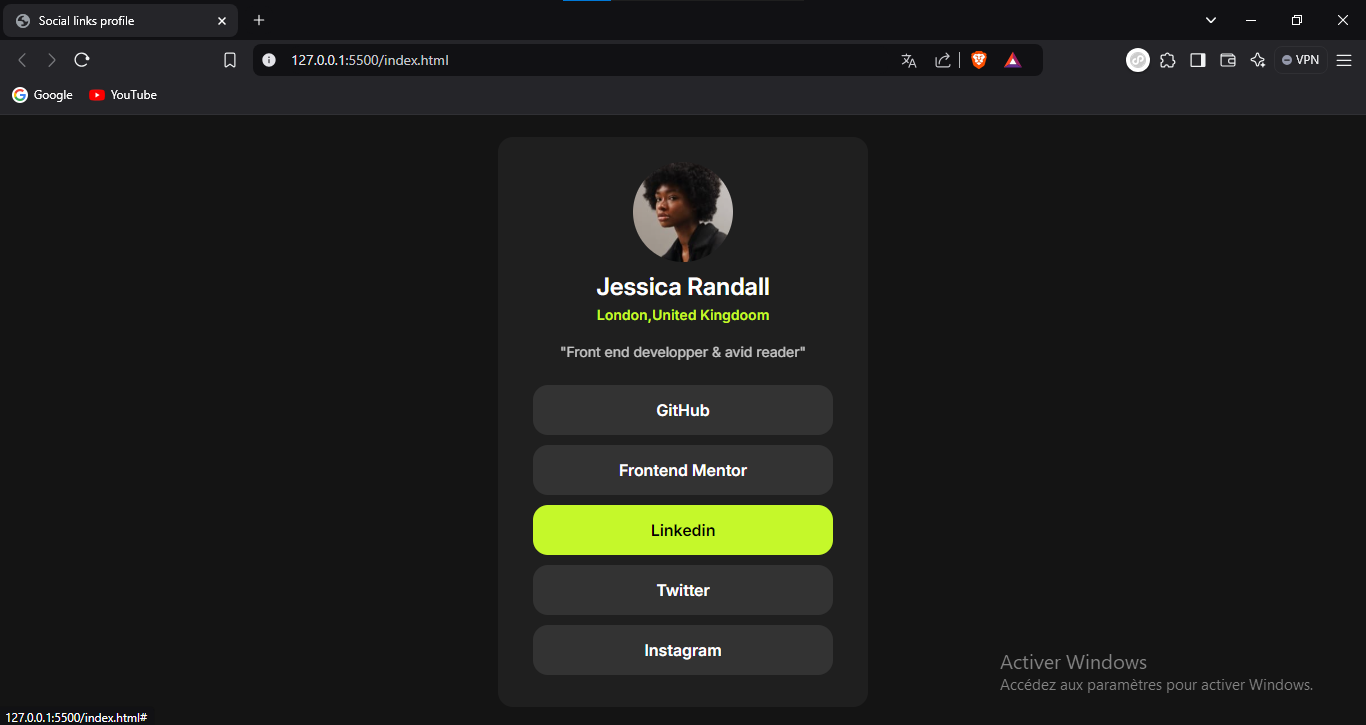 Social links profile
127.0.0.1:5500/index.html
VPN
Google
YouTube
Jessica Randall
London,United Kingdoom
"Front end developper & avid reader"
GitHub
Frontend Mentor
Linkedin
Twitter
Instagram
Activer Windows
Accédez aux paramètres pour activer Windows.
127.0.0.1:5500/index.html#